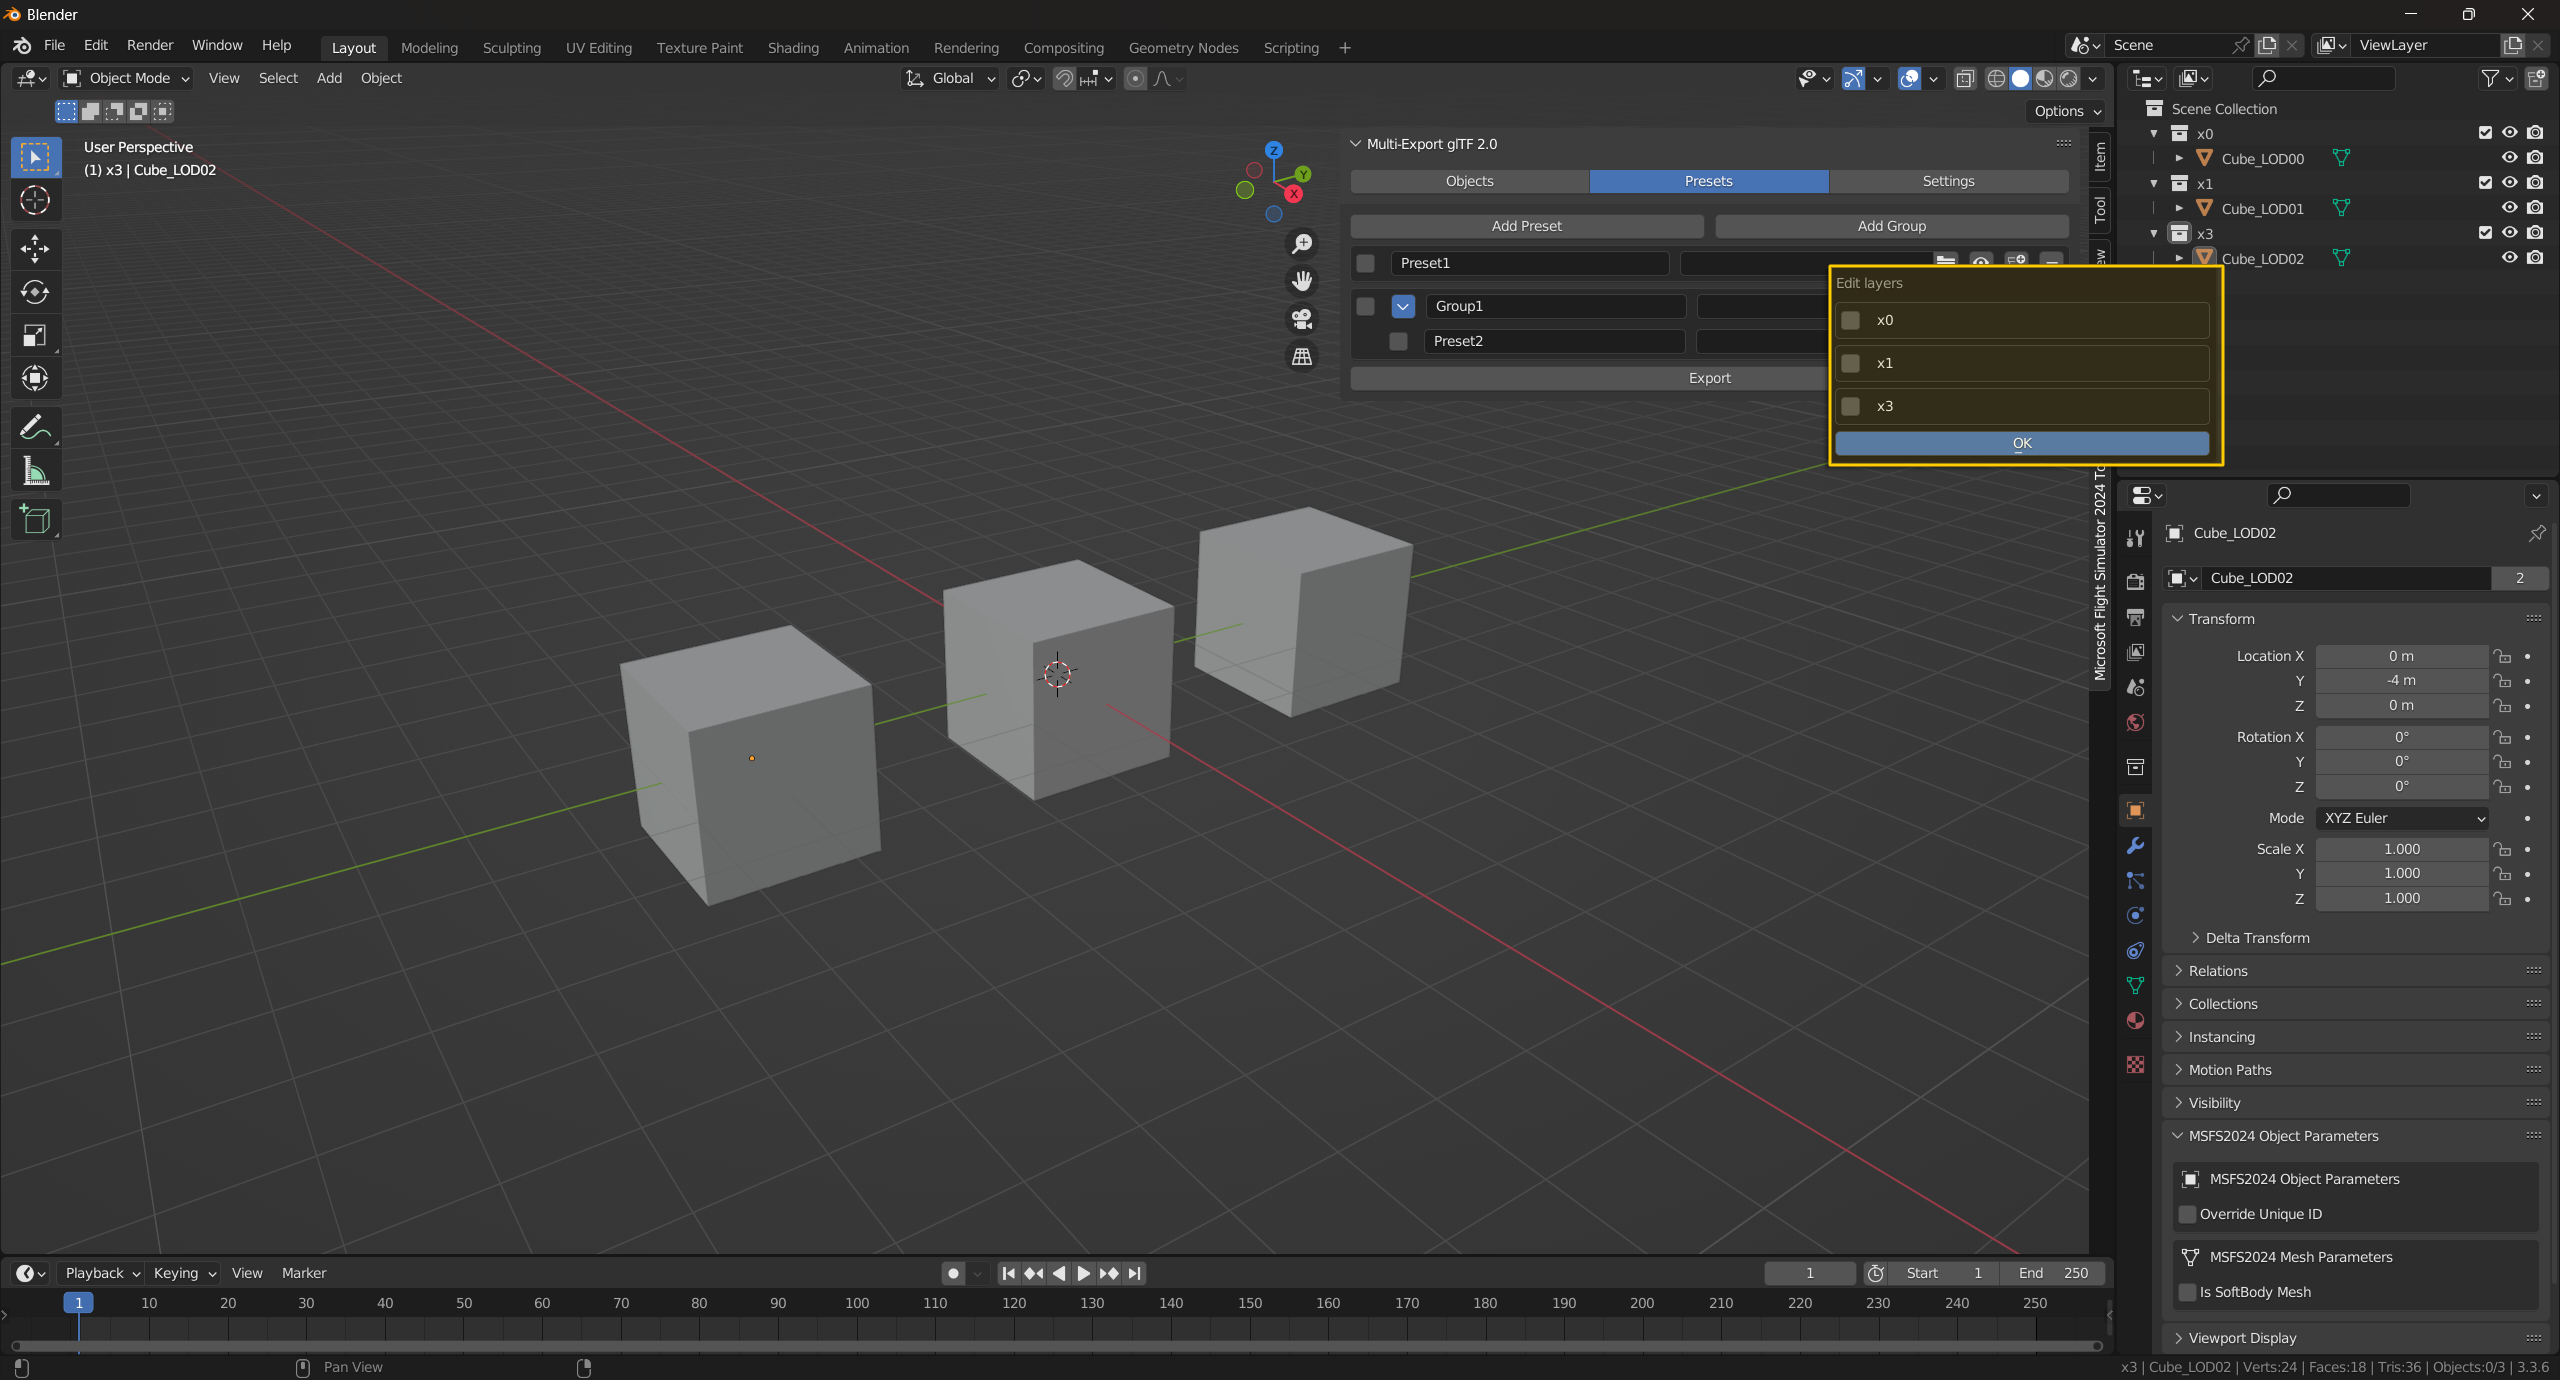 Blender
File Edit Render Window Help Layout Modeling Sculpting UV Editing Texture Paint Shading Animation Rendering Compositing Geometry Nodes Scripting + Scene ViewLayer
Object Mode View Select Add Object Global
Options
User Perspective
(1) x3 | Cube_LOD02
Z
Y
X
Multi-Export glTF 2.0
Objects Presets Settings
Add Preset Add Group
Preset1
Group1
Preset2
Export
Item
Tool
Microsoft Flight Simulator 2024
Edit layers
x0
x1
x3
OK
Scene Collection
x0
Cube_LOD00
x1
Cube_LOD01
x3
Cube_LOD02
Cube_LOD02
Cube_LOD02 2
Transform
Location X 0 m
Y -4 m
Z 0 m
Rotation X 0°
Y 0°
Z 0°
Mode XYZ Euler
Scale X 1.000
Y 1.000
Z 1.000
Delta Transform
Relations
Collections
Instancing
Motion Paths
Visibility
MSFS2024 Object Parameters
MSFS2024 Object Parameters
Override Unique ID
MSFS2024 Mesh Parameters
Is SoftBody Mesh
Viewport Display
Playback Keying View Marker 1 Start 1 End 250
1 10 20 30 40 50 60 70 80 90 100 110 120 130 140 150 160 170 180 190 200 210 220 230 240 250
Pan View
x3 | Cube_LOD02 | Verts:24 | Faces:18 | Tris:36 | Objects:0/3 | 3.3.6